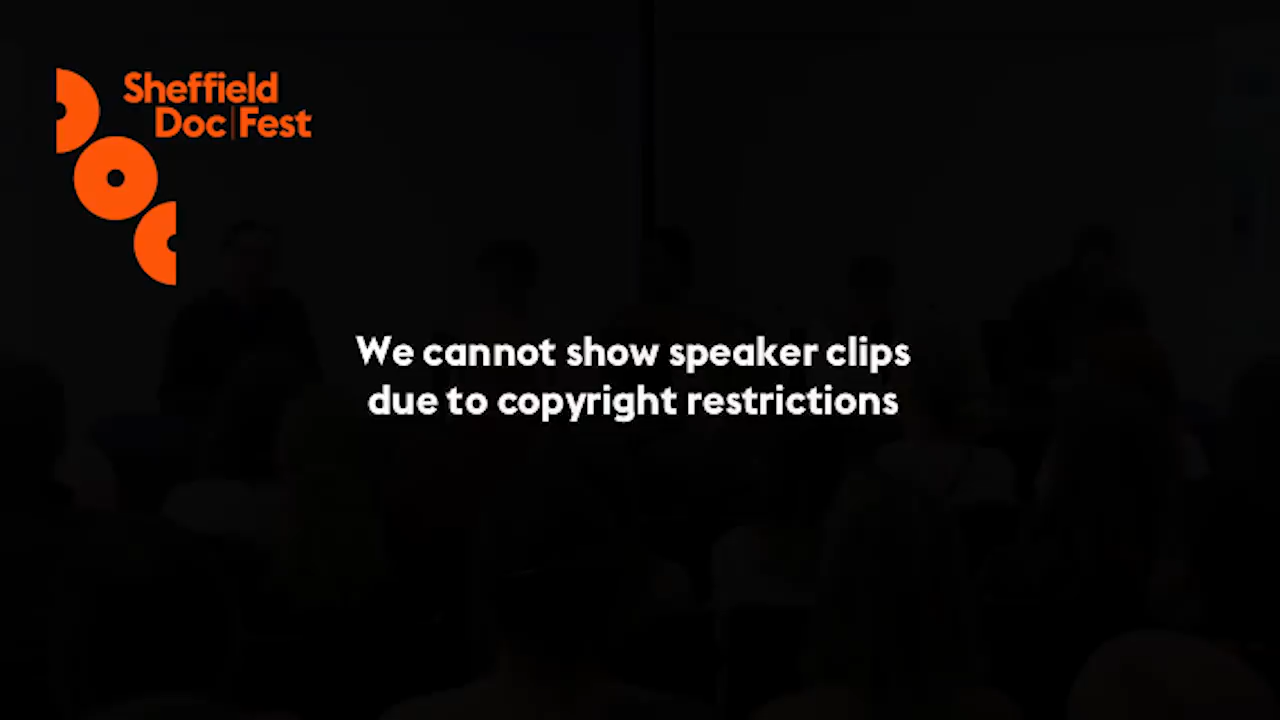 Sheffield
Doc|Fest
We cannot show speaker clips
due to copyright restrictions